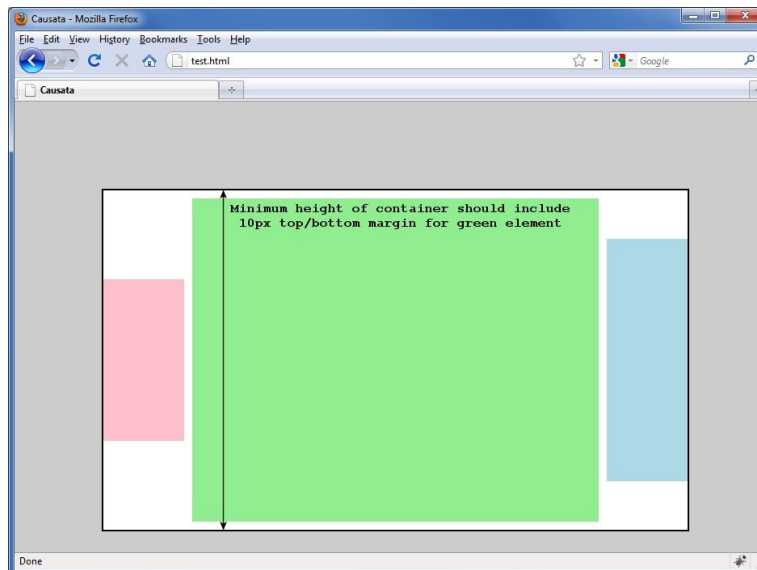 Causata - Mozilla Firefox
File Edit View History Bookmarks Tools Help
test.html
Google
Causata
Minimum height of container should include
10px top/bottom margin for green element
Done